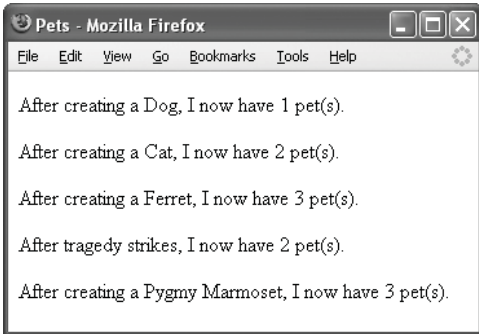 Pets - Mozilla Firefox
File Edit View Go Bookmarks Tools Help
After creating a Dog, I now have 1 pet(s).
After creating a Cat, I now have 2 pet(s).
After creating a Ferret, I now have 3 pet(s).
After tragedy strikes, I now have 2 pet(s).
After creating a Pygmy Marmoset, I now have 3 pet(s).